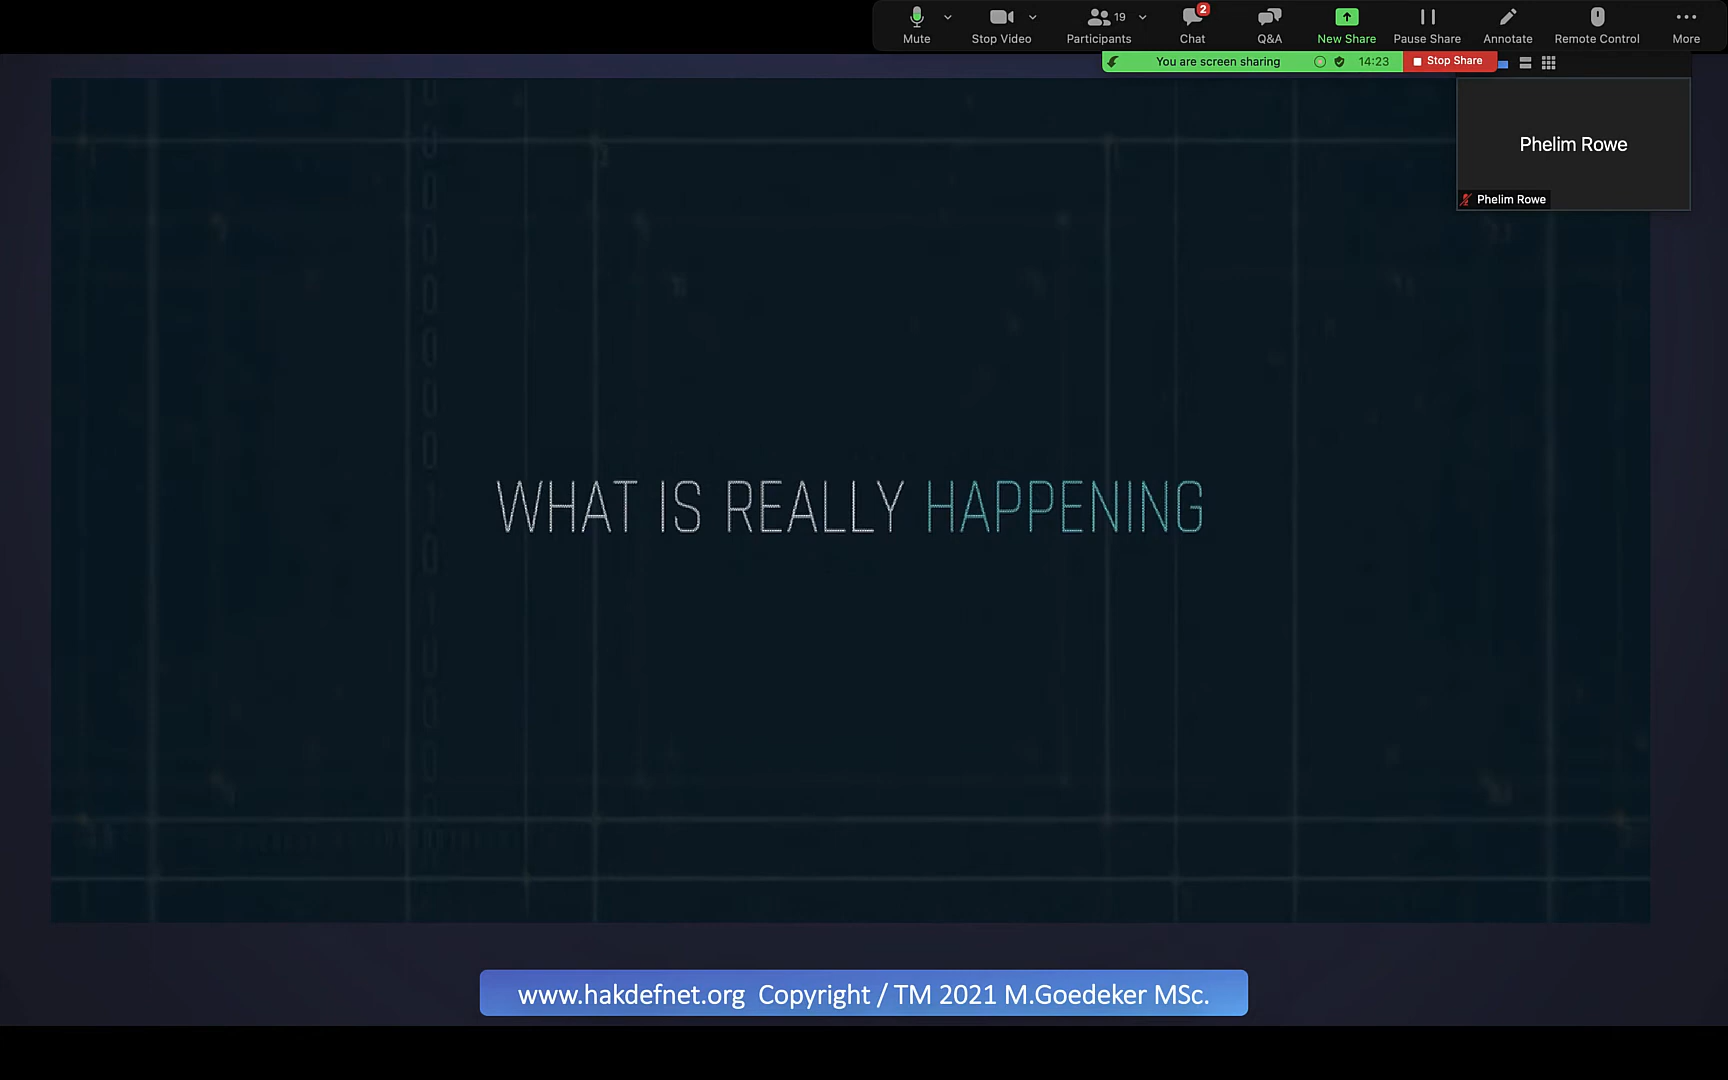 19
2
Mute Stop Video Participants Chat Q&A New Share Pause Share Annotate Remote Control More
You are screen sharing 14:23 Stop Share
Phelim Rowe
Phelim Rowe
WHAT IS REALLY HAPPENING
www.hakdefnet.org Copyright / TM 2021 M.Goedeker MSc.